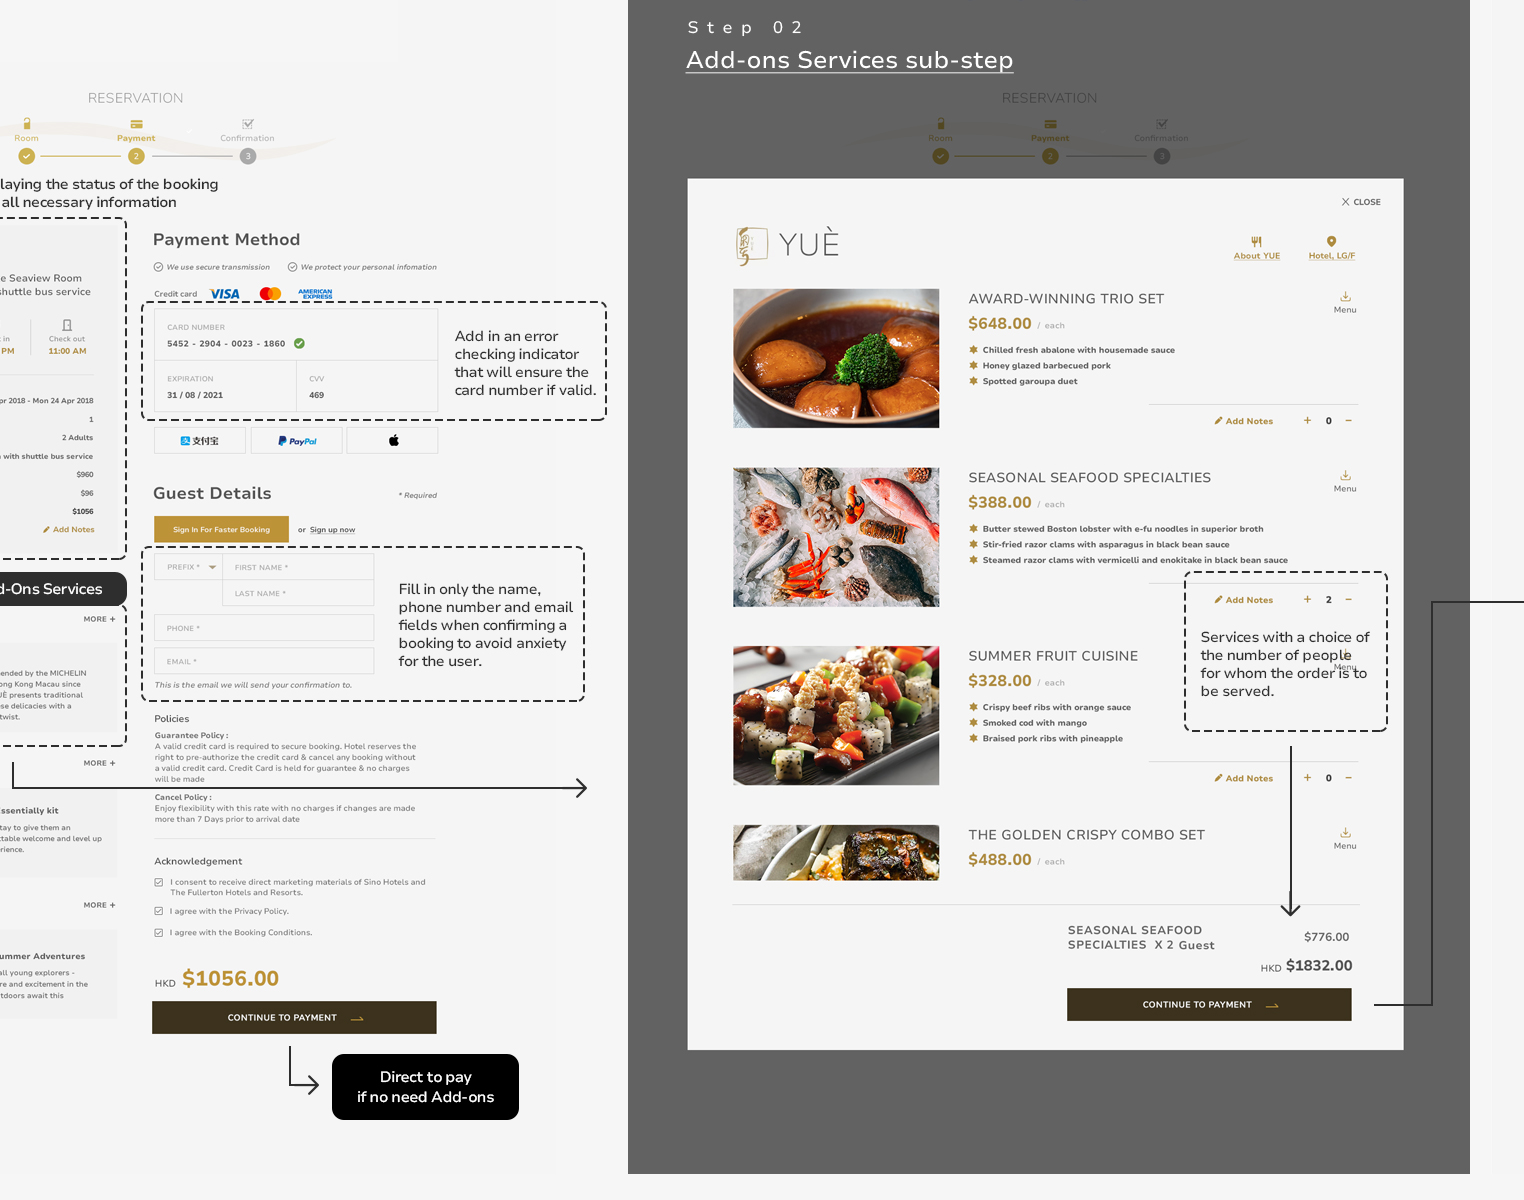 RESERVATION
Room
Payment
Confirmation
2
3
laying the status of the booking
all necessary information
e Seaview Room
shuttle bus service
t in
Check out
PM
11:00 AM
pr 2018 - Mon 24 Apr 2018
1
2 Adults
with shuttle bus service
$960
$96
$1056
Add Notes
d-Ons Services
MORE +
ended by the MICHELIN
ong Kong Macau since
UÈ presents traditional
ese delicacies with a
twist.
MORE +
ssentially kit
tay to give them an
ttable welcome and level up
rience.
MORE +
ummer Adventures
all young explorers -
re and excitement in the
tdoors await this
Payment Method
We use secure transmission
We protect your personal infomation
Credit card
VISA
AMERICAN EXPRESS
CARD NUMBER
5452 - 2904 - 0023 - 1860
EXPIRATION
CVV
31 / 08 / 2021
469
Add in an error
checking indicator
that will ensure the
card number if valid.
支 支付宝
PayPal
Guest Details
* Required
Sign In For Faster Booking
or Sign up now
PREFIX *
FIRST NAME *
LAST NAME *
PHONE *
EMAIL *
This is the email we will send your confirmation to.
Fill in only the name,
phone number and email
fields when confirming a
booking to avoid anxiety
for the user.
Policies
Guarantee Policy :
A valid credit card is required to secure booking. Hotel reserves the
right to pre-authorize the credit card & cancel any booking without
a valid credit card. Credit Card is held for guarantee & no charges
will be made
Cancel Policy :
Enjoy flexibility with this rate with no charges if changes are made
more than 7 Days prior to arrival date
Acknowledgement
I consent to receive direct marketing materials of Sino Hotels and
The Fullerton Hotels and Resorts.
I agree with the Privacy Policy.
I agree with the Booking Conditions.
HKD $1056.00
CONTINUE TO PAYMENT
Direct to pay
if no need Add-ons
Step 02
Add-ons Services sub-step
RESERVATION
Room
Payment
Confirmation
2
3
X CLOSE
YUÈ
About YUE
Hotel, LG/F
AWARD-WINNING TRIO SET
Menu
$648.00 / each
Chilled fresh abalone with housemade sauce
Honey glazed barbecued pork
Spotted garoupa duet
Add Notes
+ 0 −
SEASONAL SEAFOOD SPECIALTIES
Menu
$388.00 / each
Butter stewed Boston lobster with e-fu noodles in superior broth
Stir-fried razor clams with asparagus in black bean sauce
Steamed razor clams with vermicelli and enokitake in black bean sauce
Add Notes
+ 2 −
Services with a choice of
the number of people
for whom the order is to
be served.
SUMMER FRUIT CUISINE
Menu
$328.00 / each
Crispy beef ribs with orange sauce
Smoked cod with mango
Braised pork ribs with pineapple
Add Notes
+ 0 −
THE GOLDEN CRISPY COMBO SET
Menu
$488.00 / each
SEASONAL SEAFOOD
SPECIALTIES X 2 Guest
$776.00
HKD $1832.00
CONTINUE TO PAYMENT